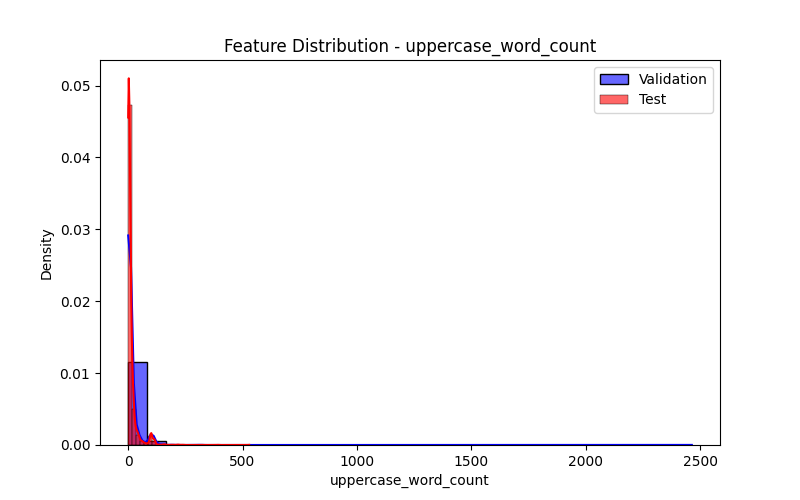 Feature Distribution - uppercase_word_count
Validation
Test
0.05
0.04
0.03
0.02
0.01
0.00
Density
0
500
1000
1500
2000
2500
uppercase_word_count